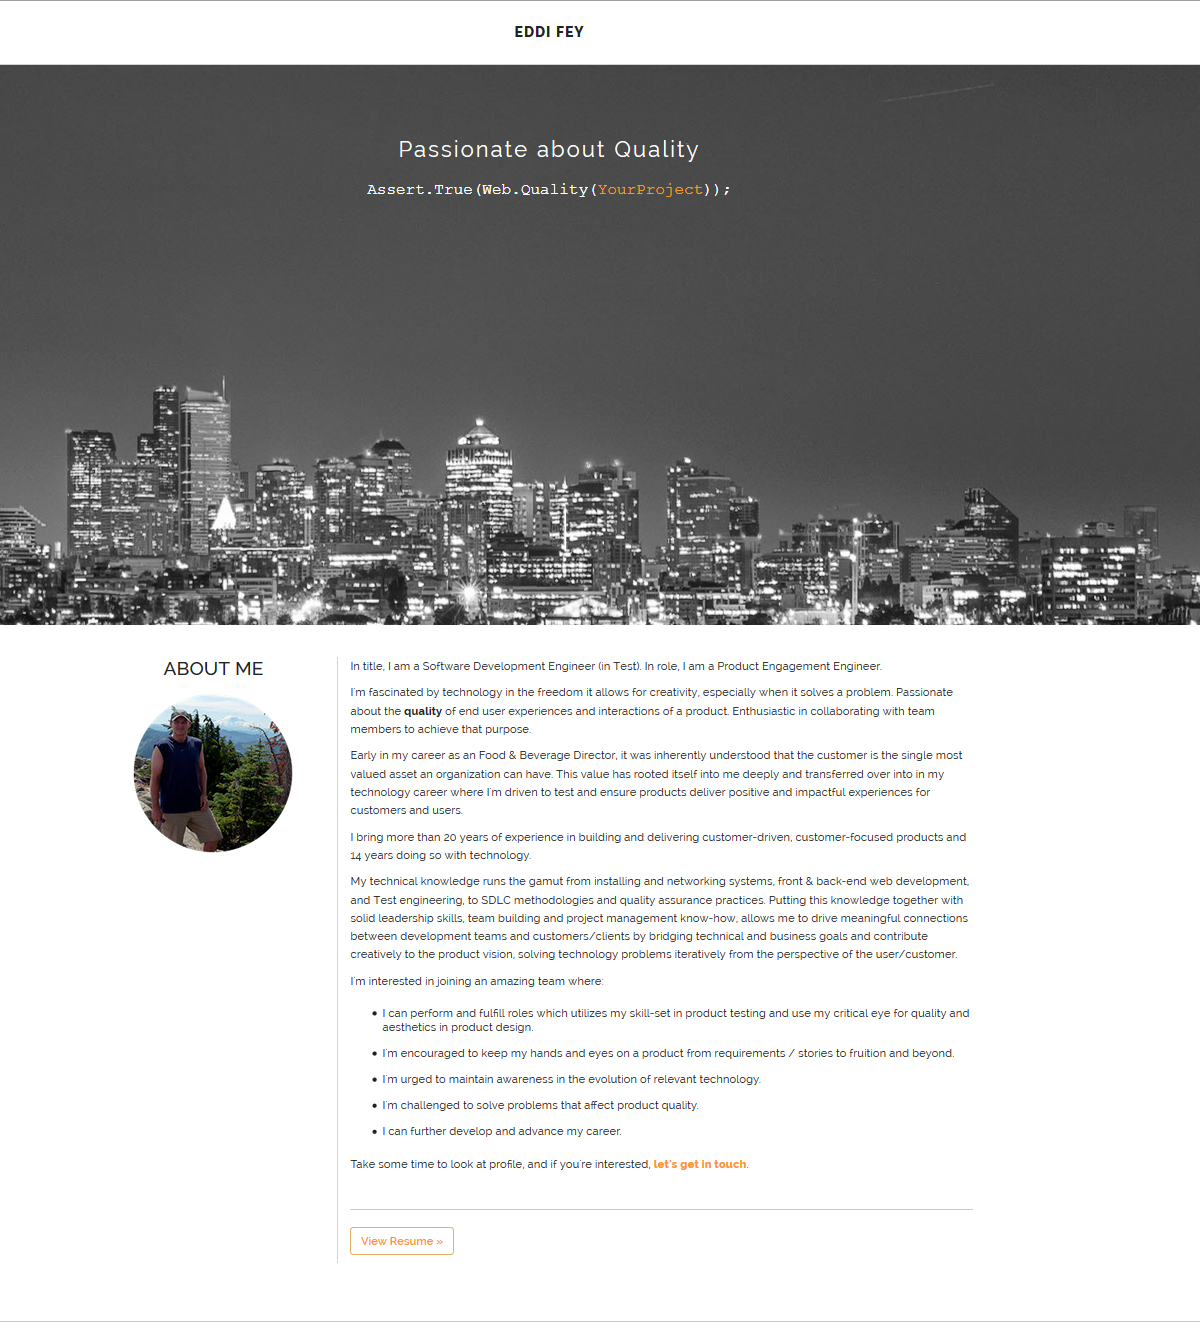 EDDI FEY
Passionate about Quality
Assert.True(Web.Quality(YourProject));
ABOUT ME
In title, I am a Software Development Engineer (in Test). In role, I am a Product Engagement Engineer.
I'm fascinated by technology in the freedom it allows for creativity, especially when it solves a problem. Passionate
about the quality of end user experiences and interactions of a product. Enthusiastic in collaborating with team
members to achieve that purpose.
Early in my career as an Food & Beverage Director, it was inherently understood that the customer is the single most
valued asset an organization can have. This value has rooted itself into me deeply and transferred over into in my
technology career where I'm driven to test and ensure products deliver positive and impactful experiences for
customers and users.
I bring more than 20 years of experience in building and delivering customer-driven, customer-focused products and
14 years doing so with technology.
My technical knowledge runs the gamut from installing and networking systems, front & back-end web development,
and Test engineering, to SDLC methodologies and quality assurance practices. Putting this knowledge together with
solid leadership skills, team building and project management know-how, allows me to drive meaningful connections
between development teams and customers/clients by bridging technical and business goals and contribute
creatively to the product vision, solving technology problems iteratively from the perspective of the user/customer.
I'm interested in joining an amazing team where:
• I can perform and fulfill roles which utilizes my skill-set in product testing and use my critical eye for quality and
aesthetics in product design.
• I'm encouraged to keep my hands and eyes on a product from requirements / stories to fruition and beyond.
• I'm urged to maintain awareness in the evolution of relevant technology.
• I'm challenged to solve problems that affect product quality.
• I can further develop and advance my career.
Take some time to look at profile, and if you're interested, let's get in touch.
View Resume »